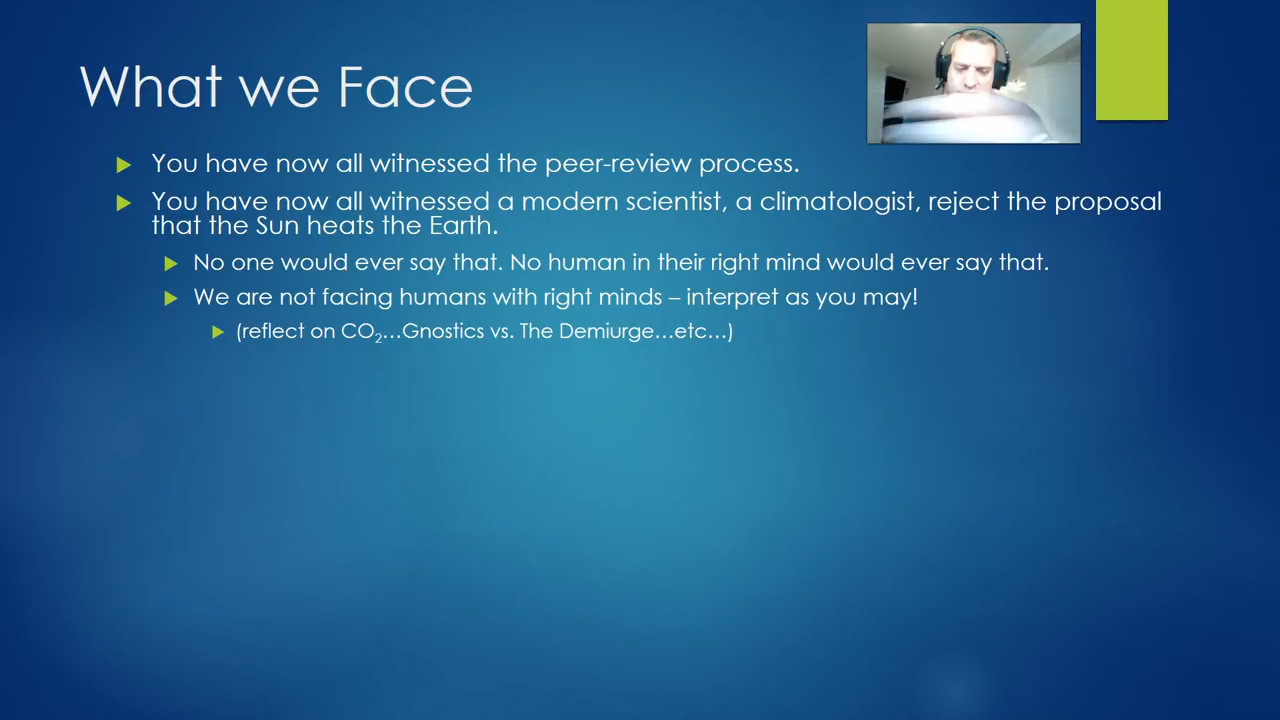 What we Face
You have now all witnessed the peer-review process.
You have now all witnessed a modern scientist, a climatologist, reject the proposal
that the Sun heats the Earth.
No one would ever say that. No human in their right mind would ever say that.
We are not facing humans with right minds – interpret as you may!
(reflect on CO₂…Gnostics vs. The Demiurge…etc…)